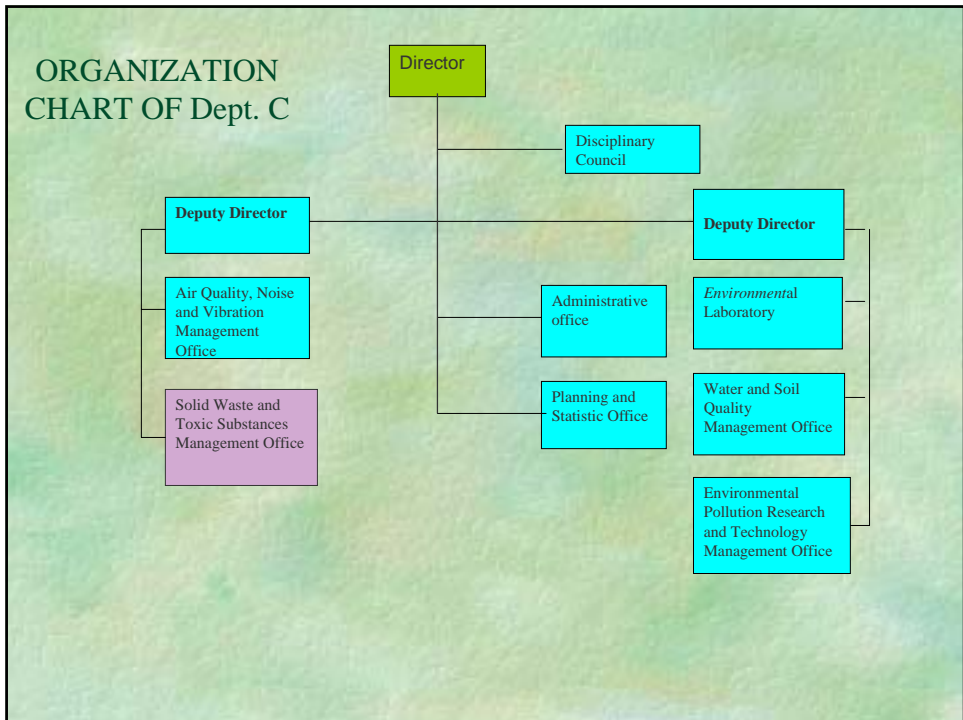 ORGANIZATION
CHART OF Dept. C
Director
Disciplinary
Council
Deputy Director
Deputy Director
Air Quality, Noise
and Vibration
Management
Office
Administrative
office
Environmental
Laboratory
Solid Waste and
Toxic Substances
Management Office
Planning and
Statistic Office
Water and Soil
Quality
Management Office
Environmental
Pollution Research
and Technology
Management Office